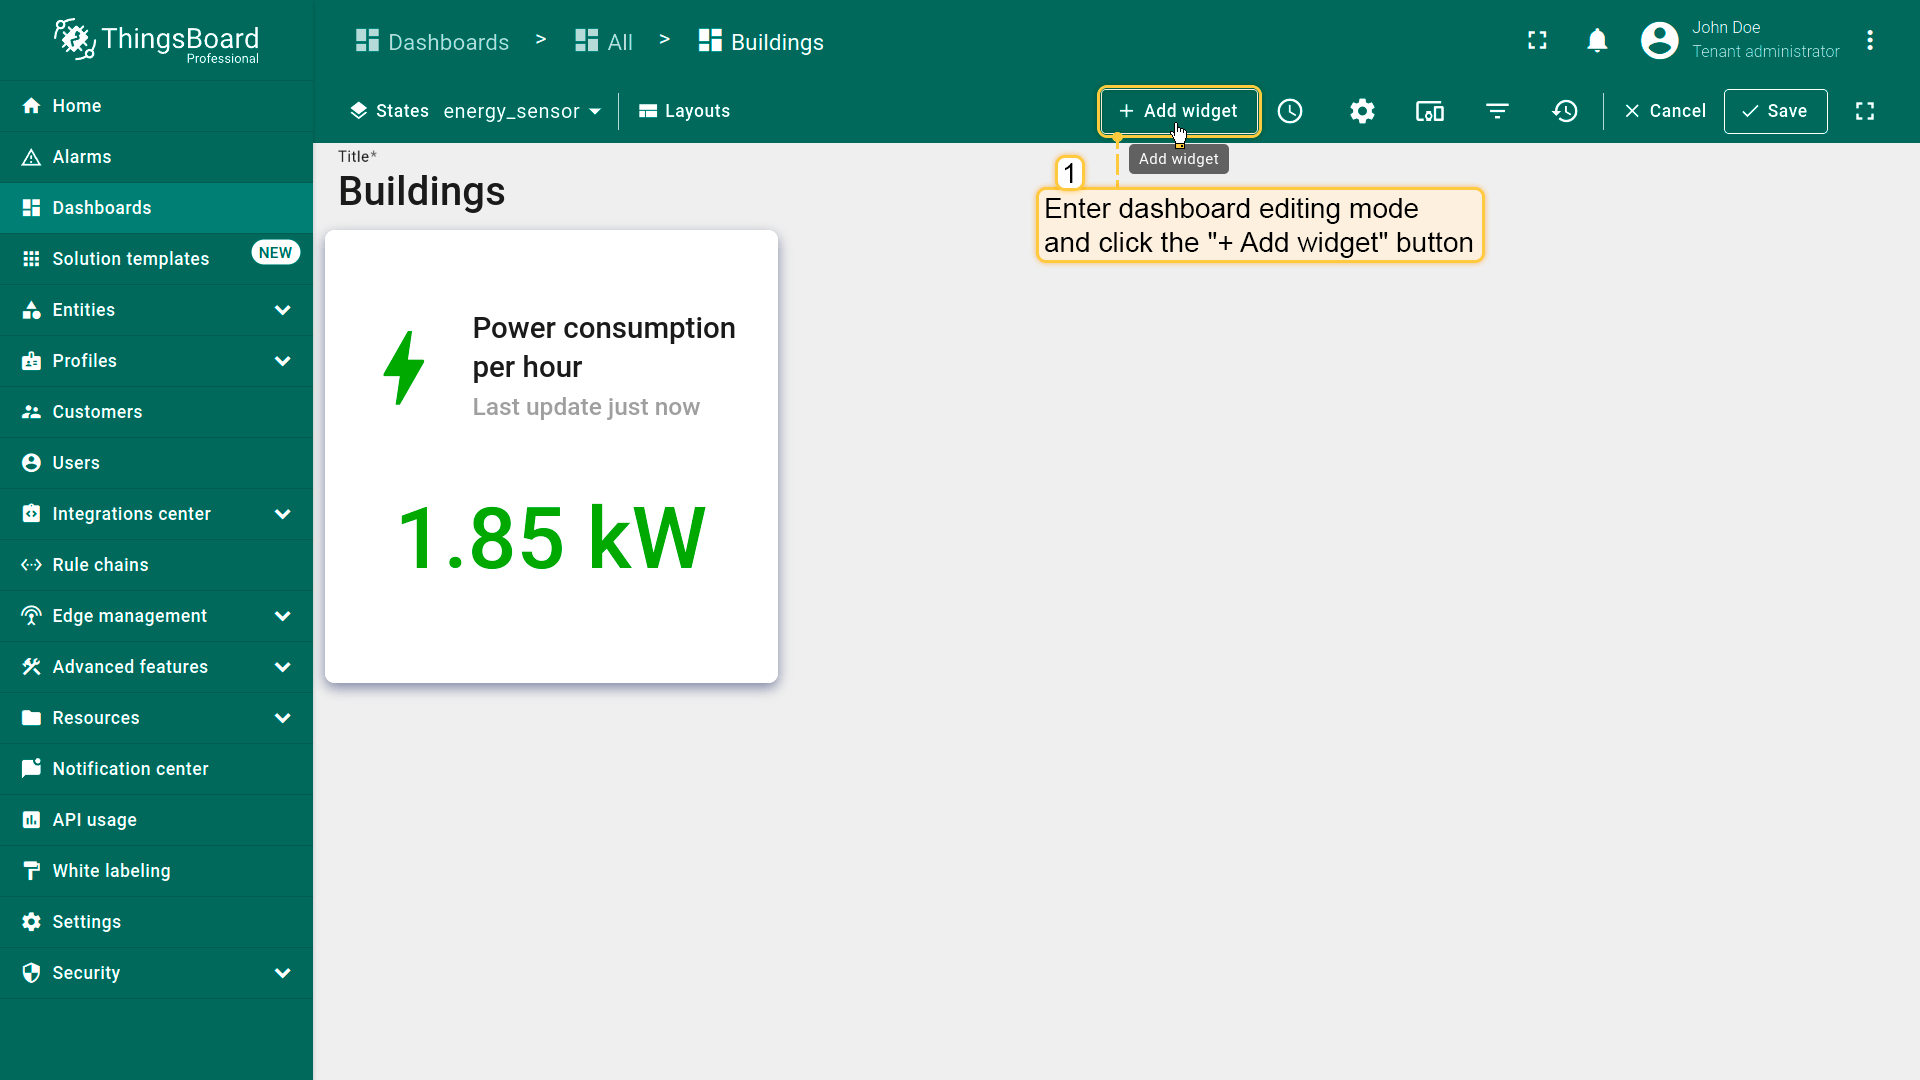 ThingsBoard
Professional
Dashboards > All > Buildings
John Doe
Tenant administrator
States energy_sensor Layouts
+ Add widget
Cancel Save
Add widget
Home
Alarms
Dashboards
Solution templates NEW
Entities
Profiles
Customers
Users
Integrations center
Rule chains
Edge management
Advanced features
Resources
Notification center
API usage
White labeling
Settings
Security
Title*
Buildings
1
Enter dashboard editing mode
and click the "+ Add widget" button
Power consumption
per hour
Last update just now
1.85 kW